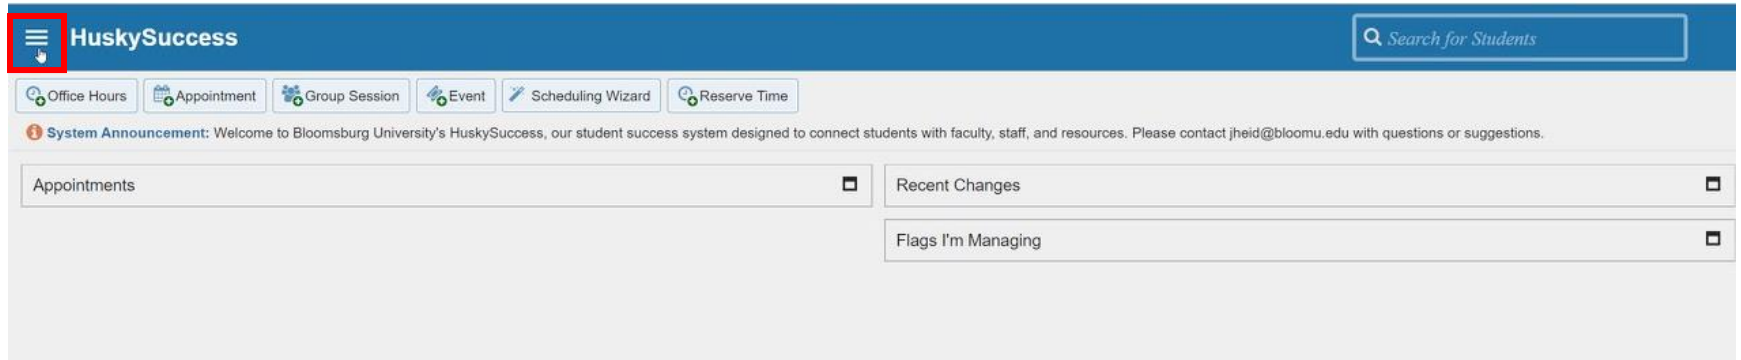 HuskySuccess
Search for Students
Office Hours
Appointment
Group Session
Event
Scheduling Wizard
Reserve Time
System Announcement: Welcome to Bloomsburg University's HuskySuccess, our student success system designed to connect students with faculty, staff, and resources. Please contact jheid@bloomu.edu with questions or suggestions.
Appointments
Recent Changes
Flags I'm Managing